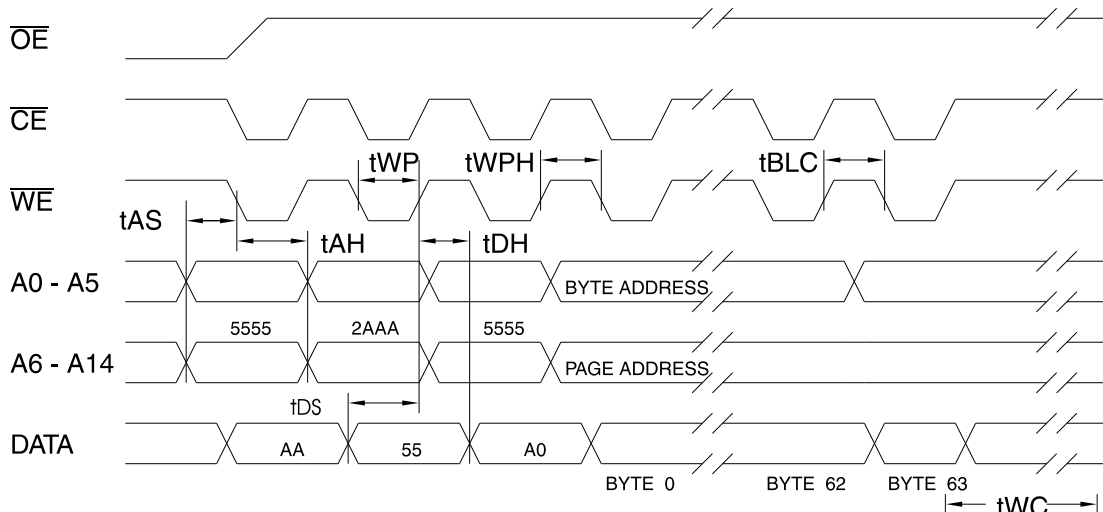 OE
CE
tWP tWPH tBLC
WE
tAS
tAH tDH
A0 - A5 BYTE ADDRESS
5555 2AAA 5555
A6 - A14 PAGE ADDRESS
tDS
DATA AA 55 A0
BYTE 0 BYTE 62 BYTE 63
tWC